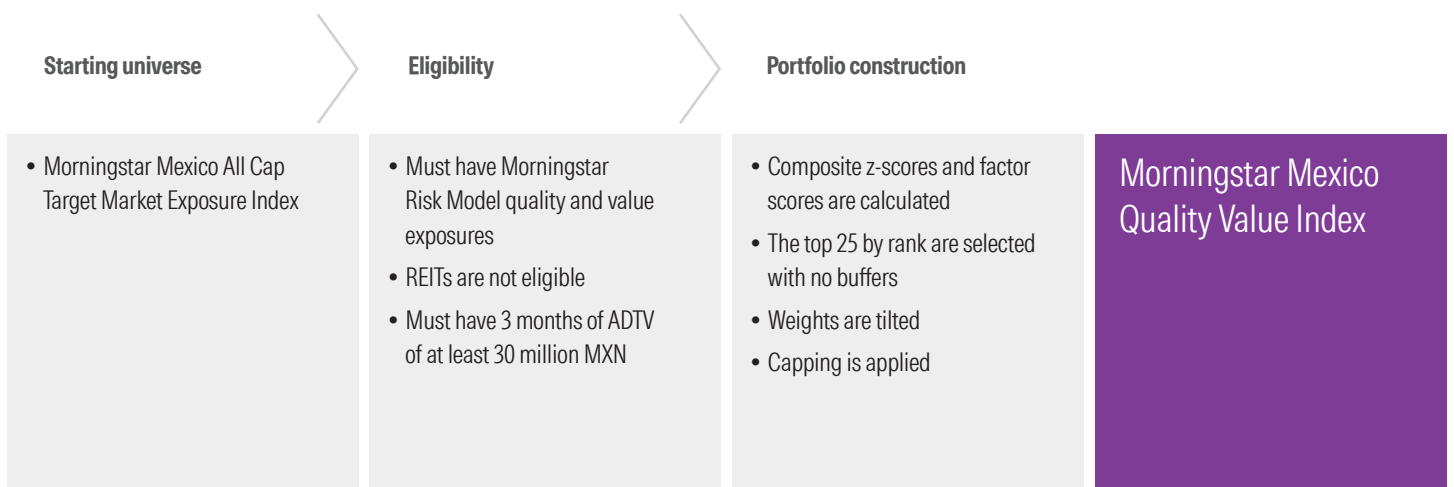 Starting universe
Eligibility
Portfolio construction
• Morningstar Mexico All Cap
Target Market Exposure Index
• Must have Morningstar
Risk Model quality and value
exposures
• REITs are not eligible
• Must have 3 months of ADTV
of at least 30 million MXN
• Composite z-scores and factor
scores are calculated
• The top 25 by rank are selected
with no buffers
• Weights are tilted
• Capping is applied
Morningstar Mexico
Quality Value Index